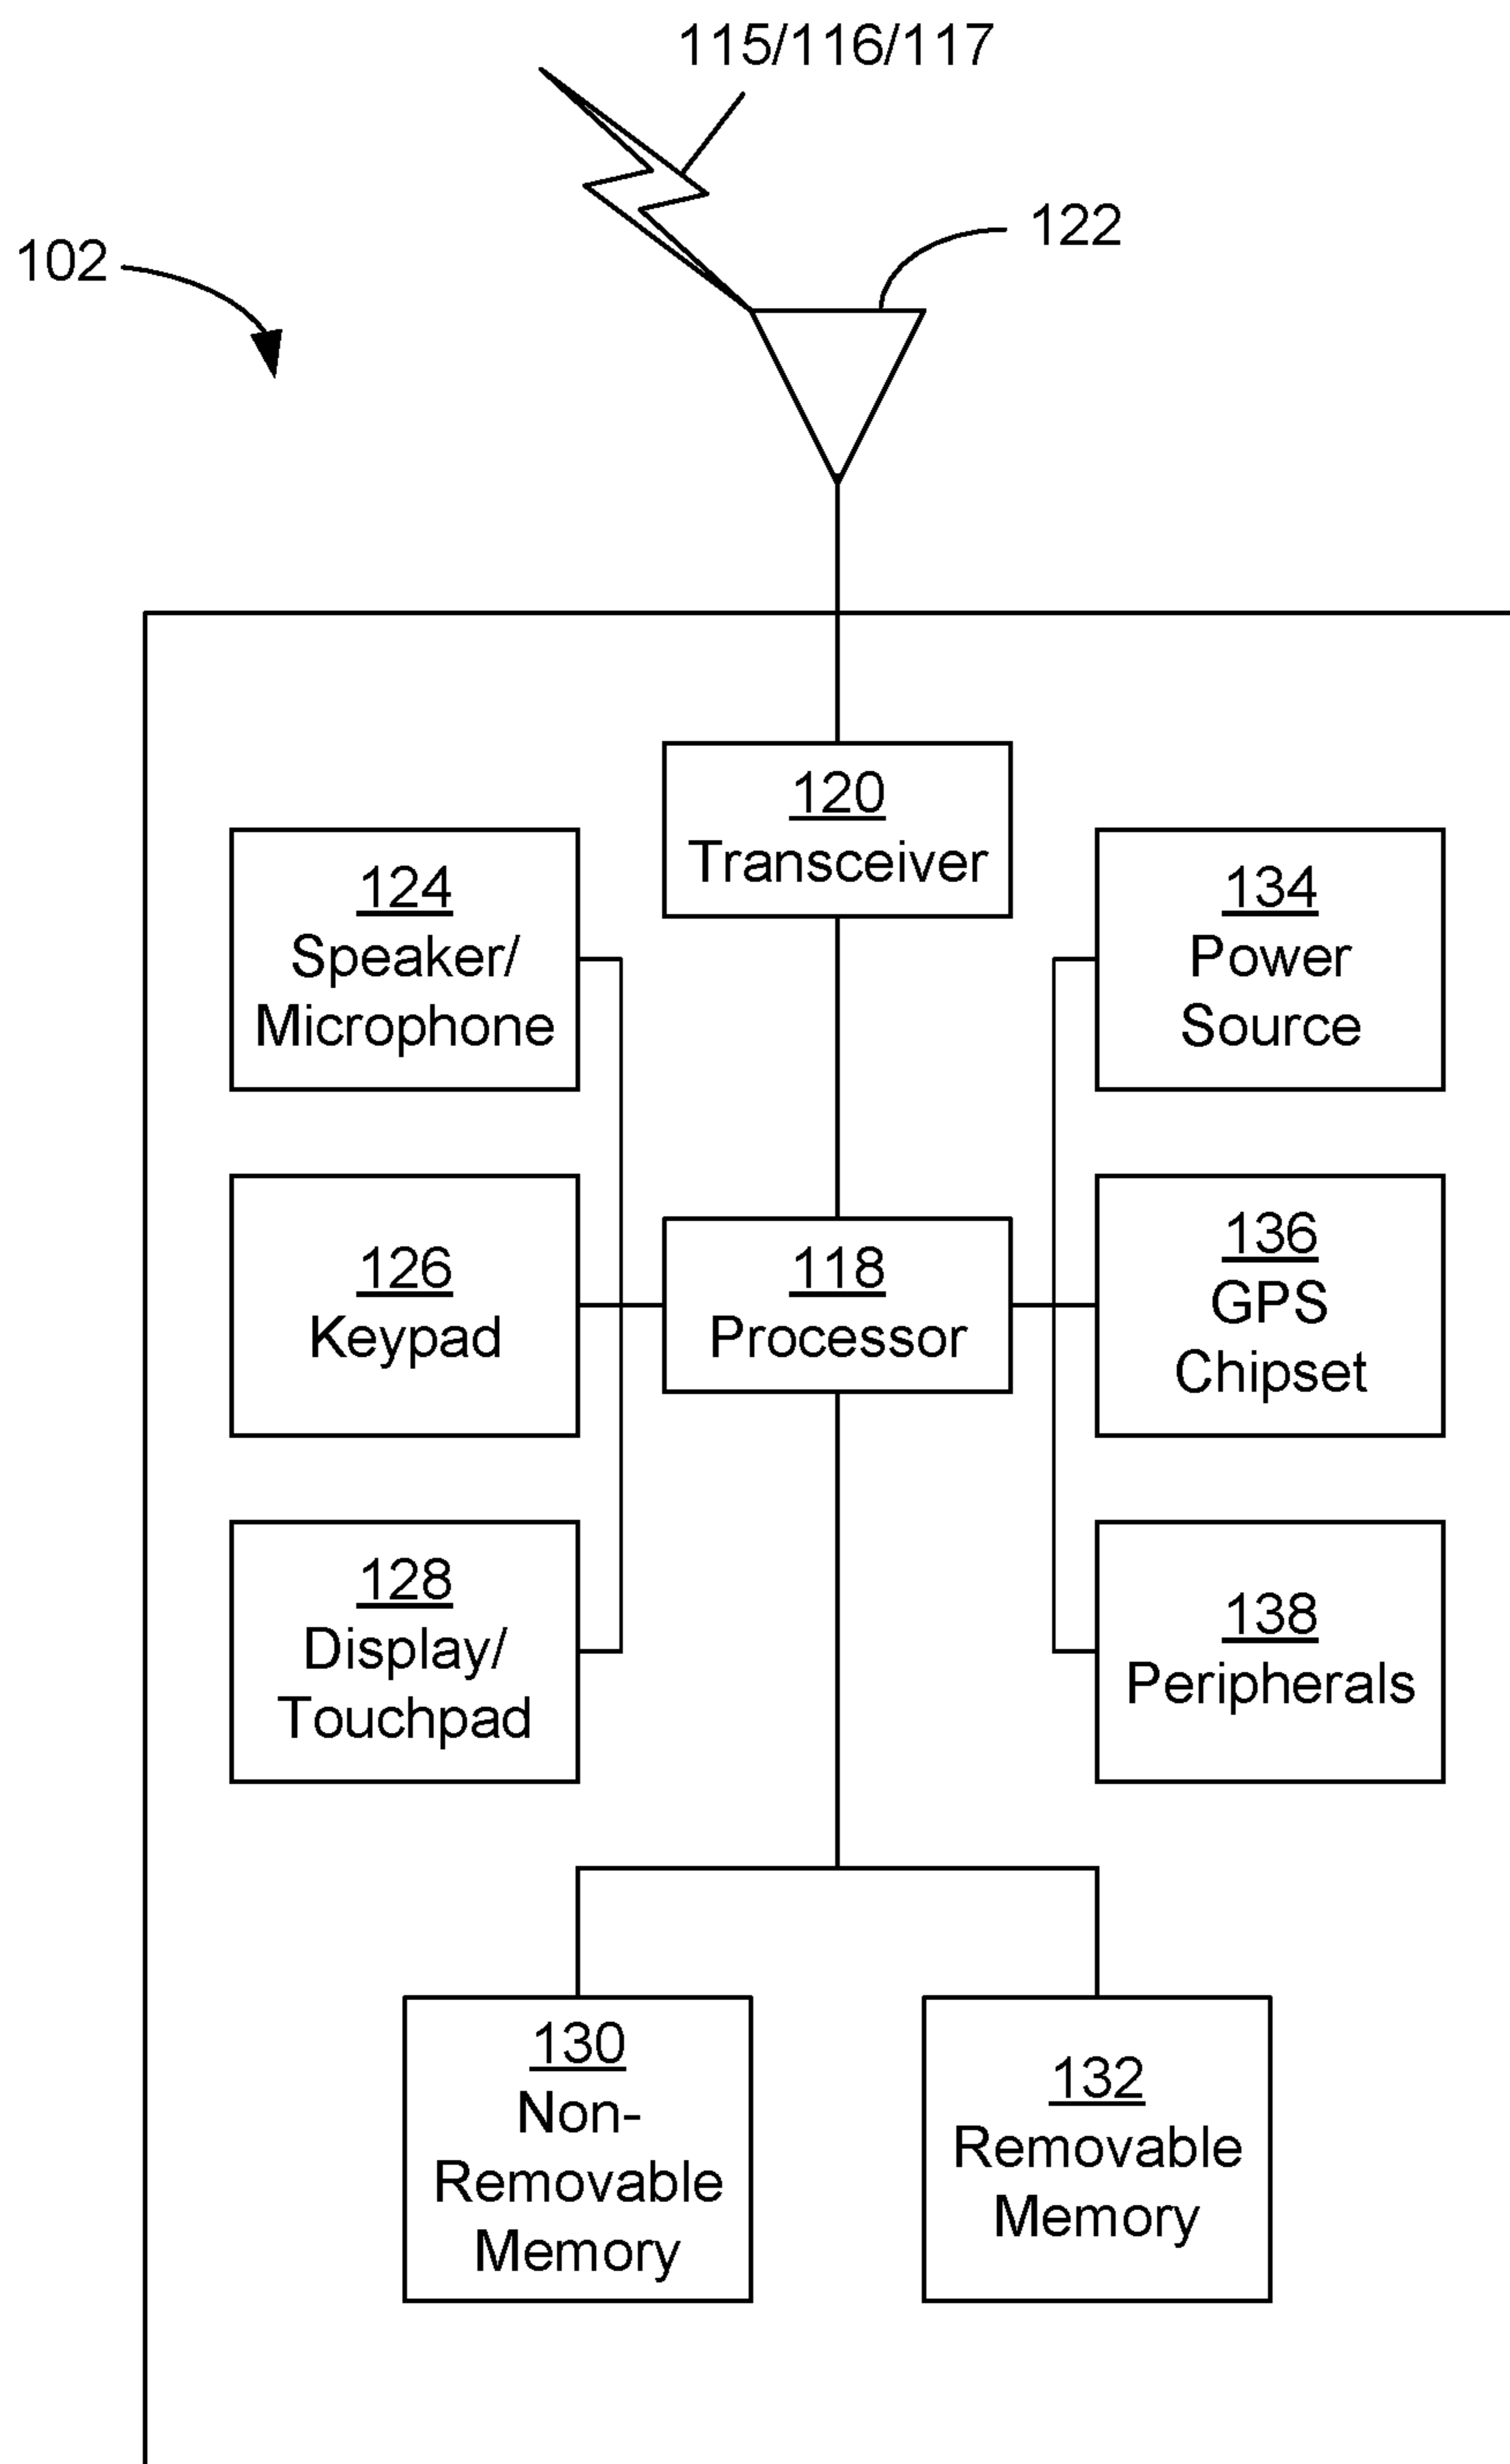 115/116/117
122
102
120
Transceiver
124
Speaker/
Microphone
134
Power
Source
126
Keypad
118
Processor
136
GPS
Chipset
128
Display/
Touchpad
138
Peripherals
130
Non-
Removable
Memory
132
Removable
Memory